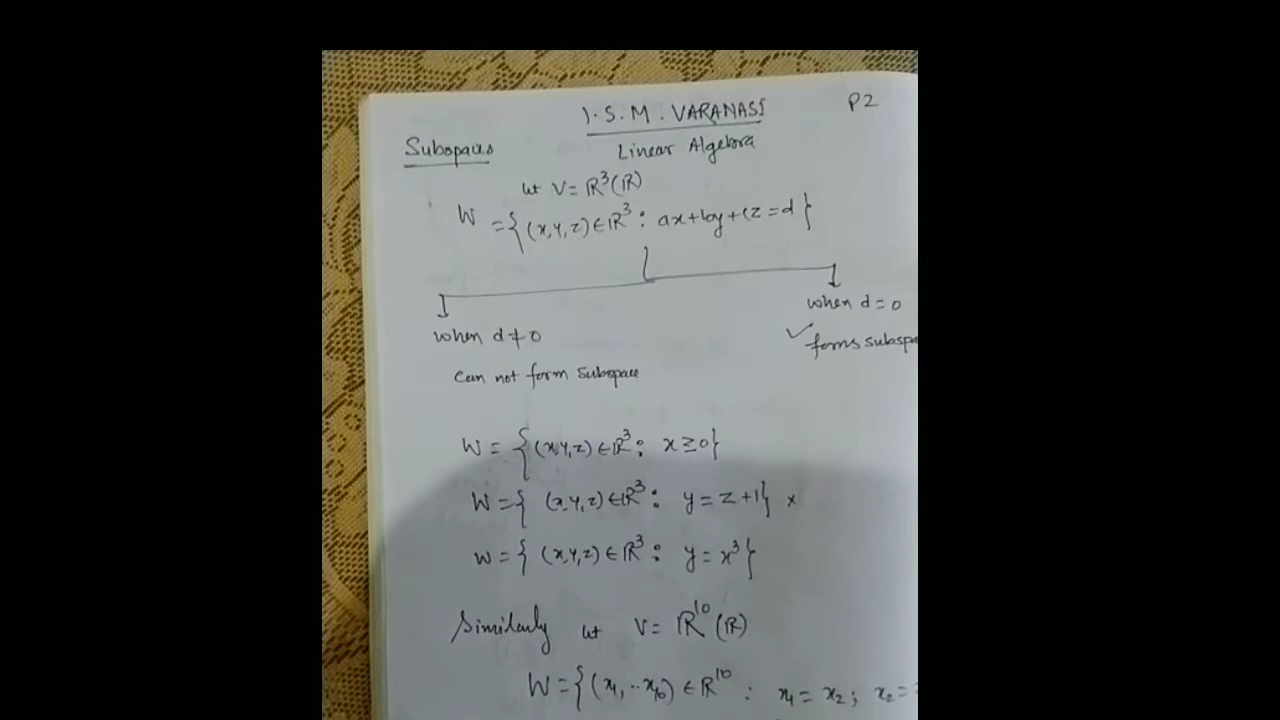 I.S.M. VARANASI P2
Subspaces Linear Algebra
let V = ℝ³(ℝ)
W = {(x,y,z) ∈ ℝ³ : ax+by+cz = d}
when d = 0
when d ≠ 0
✓ forms subspa
Can not form Subspace
W = {(x,y,z) ∈ ℝ³ : x ≥ 0}
W = {(x,y,z) ∈ ℝ³ : y = z+1} ×
W = {(x,y,z) ∈ ℝ³ : y = x³}
Similarly let V = ℝ¹⁰(ℝ)
W = {(x₁,..x₁₀) ∈ ℝ¹⁰ : x₁ = x₂ ; x₂ =